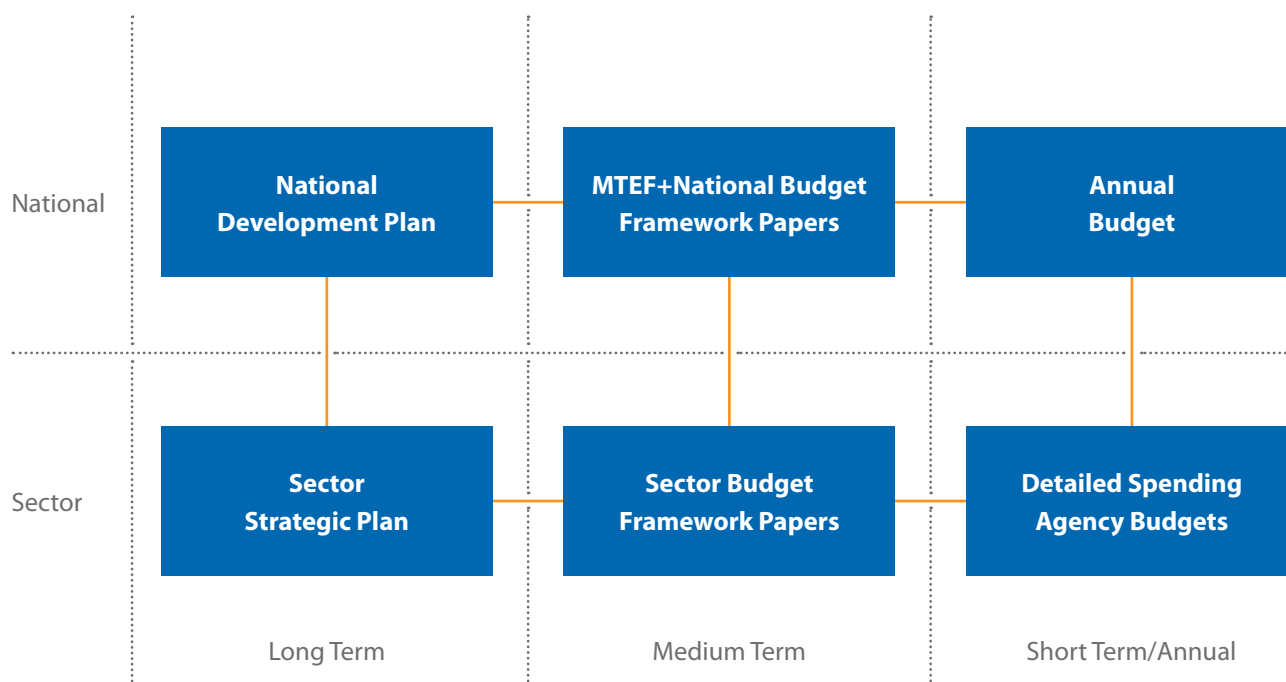 National
National
Development Plan
MTEF+National Budget
Framework Papers
Annual
Budget
Sector
Sector
Strategic Plan
Sector Budget
Framework Papers
Detailed Spending
Agency Budgets
Long Term
Medium Term
Short Term/Annual